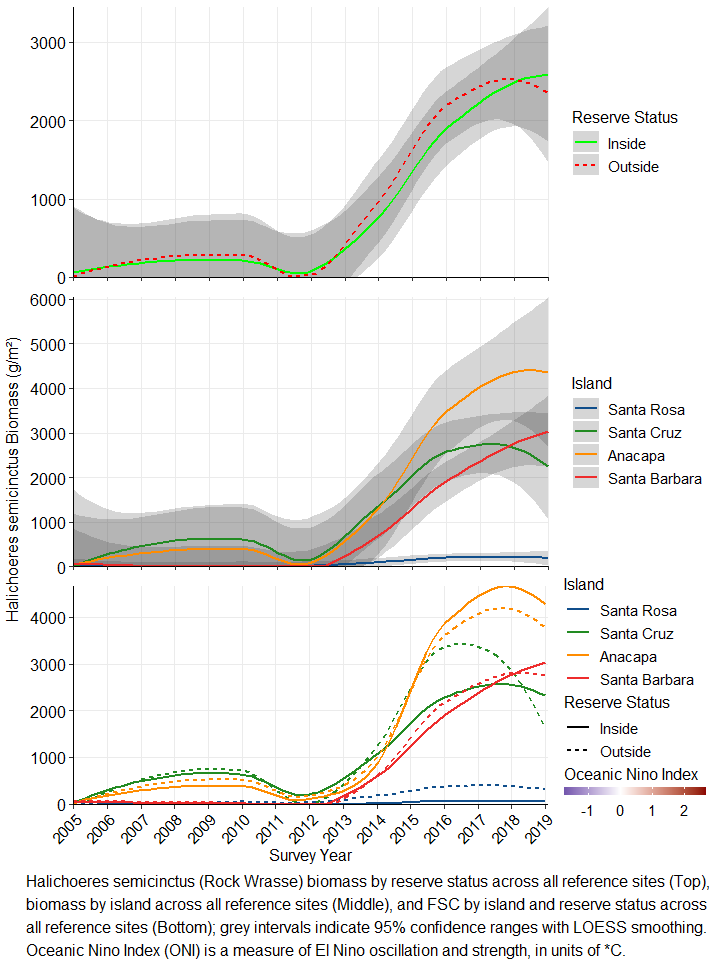 Halichoeres semicinctus Biomass (g/m²)
3000
2000
1000
0
Reserve Status
Inside
Outside
6000
5000
4000
3000
2000
1000
0
Island
Santa Rosa
Santa Cruz
Anacapa
Santa Barbara
4000
3000
2000
1000
0
2005 2006 2007 2008 2009 2010 2011 2012 2013 2014 2015 2016 2017 2018 2019
Survey Year
Island
Santa Rosa
Santa Cruz
Anacapa
Santa Barbara
Reserve Status
Inside
Outside
Oceanic Nino Index
-1 0 1 2
Halichoeres semicinctus (Rock Wrasse) biomass by reserve status across all reference sites (Top),
biomass by island across all reference sites (Middle), and FSC by island and reserve status across
all reference sites (Bottom); grey intervals indicate 95% confidence ranges with LOESS smoothing.
Oceanic Nino Index (ONI) is a measure of El Nino oscillation and strength, in units of *C.